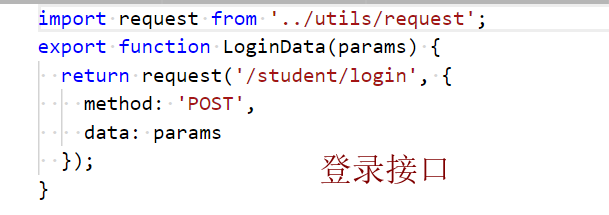 import request from '../utils/request';
export function LoginData(params) {
  return request('/student/login', {
    method: 'POST',
    data: params
  });
}
登录接口